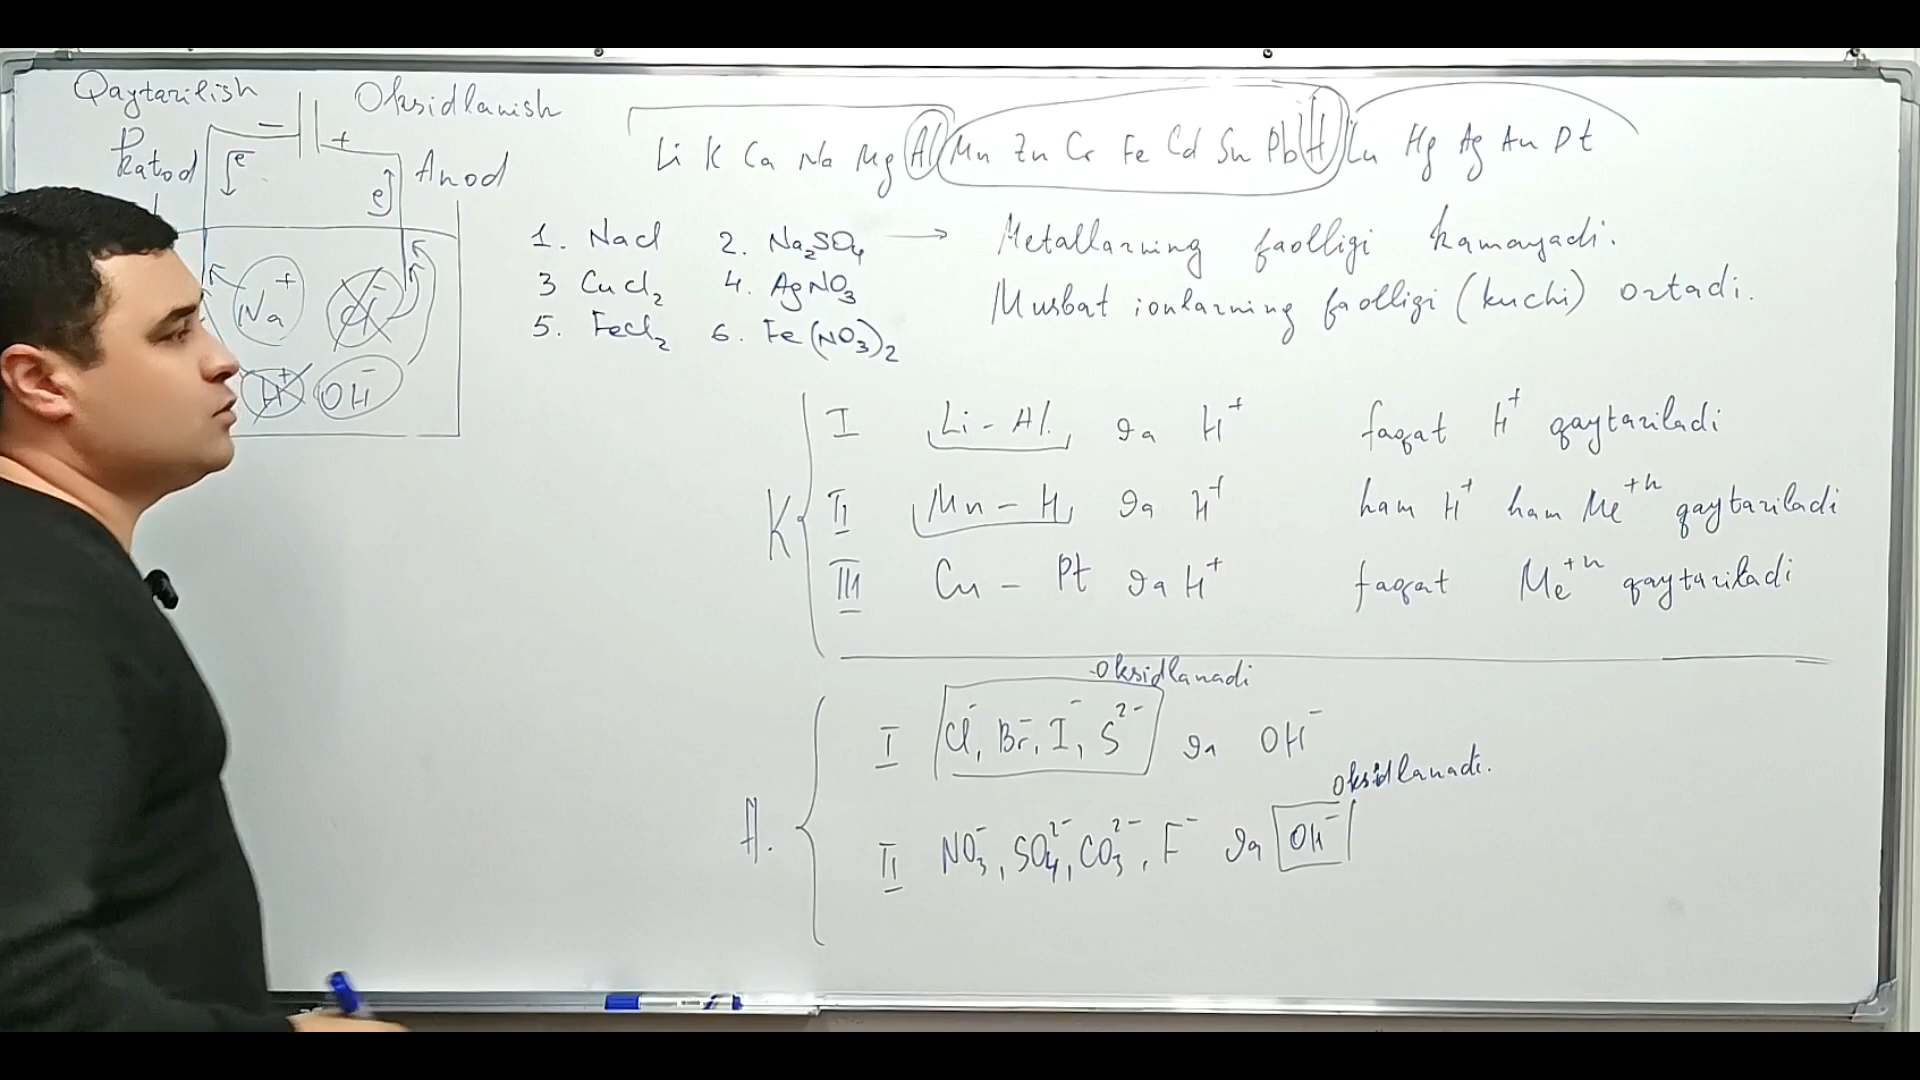 Qaytarilish Oksidlanish
Katod - + Anod
e e
Na⁺ Cl⁻
H⁺ OH⁻
Li K Ca Na Mg Al Mn Zn Cr Fe Cd Sn Pb H Cu Hg Ag Au Pt
1. NaCl 2. Na₂SO₄ → Metallarning faolligi kamayadi.
3 CuCl₂ 4. AgNO₃ Musbat ionlarning faolligi (kuchi) ortadi.
5. FeCl₂ 6. Fe(NO₃)₂
K
I Li - Al. va H⁺ faqat H⁺ qaytariladi
II Mn - H va H⁺ ham H⁺ ham Me⁺ⁿ qaytariladi
III Cu - Pt va H⁺ faqat Me⁺ⁿ qaytariladi
oksidlanadi
A.
I Cl⁻, Br⁻, I⁻, S²⁻ va OH⁻
oksidlanadi.
II NO₃⁻, SO₄²⁻, CO₃²⁻, F⁻ va OH⁻